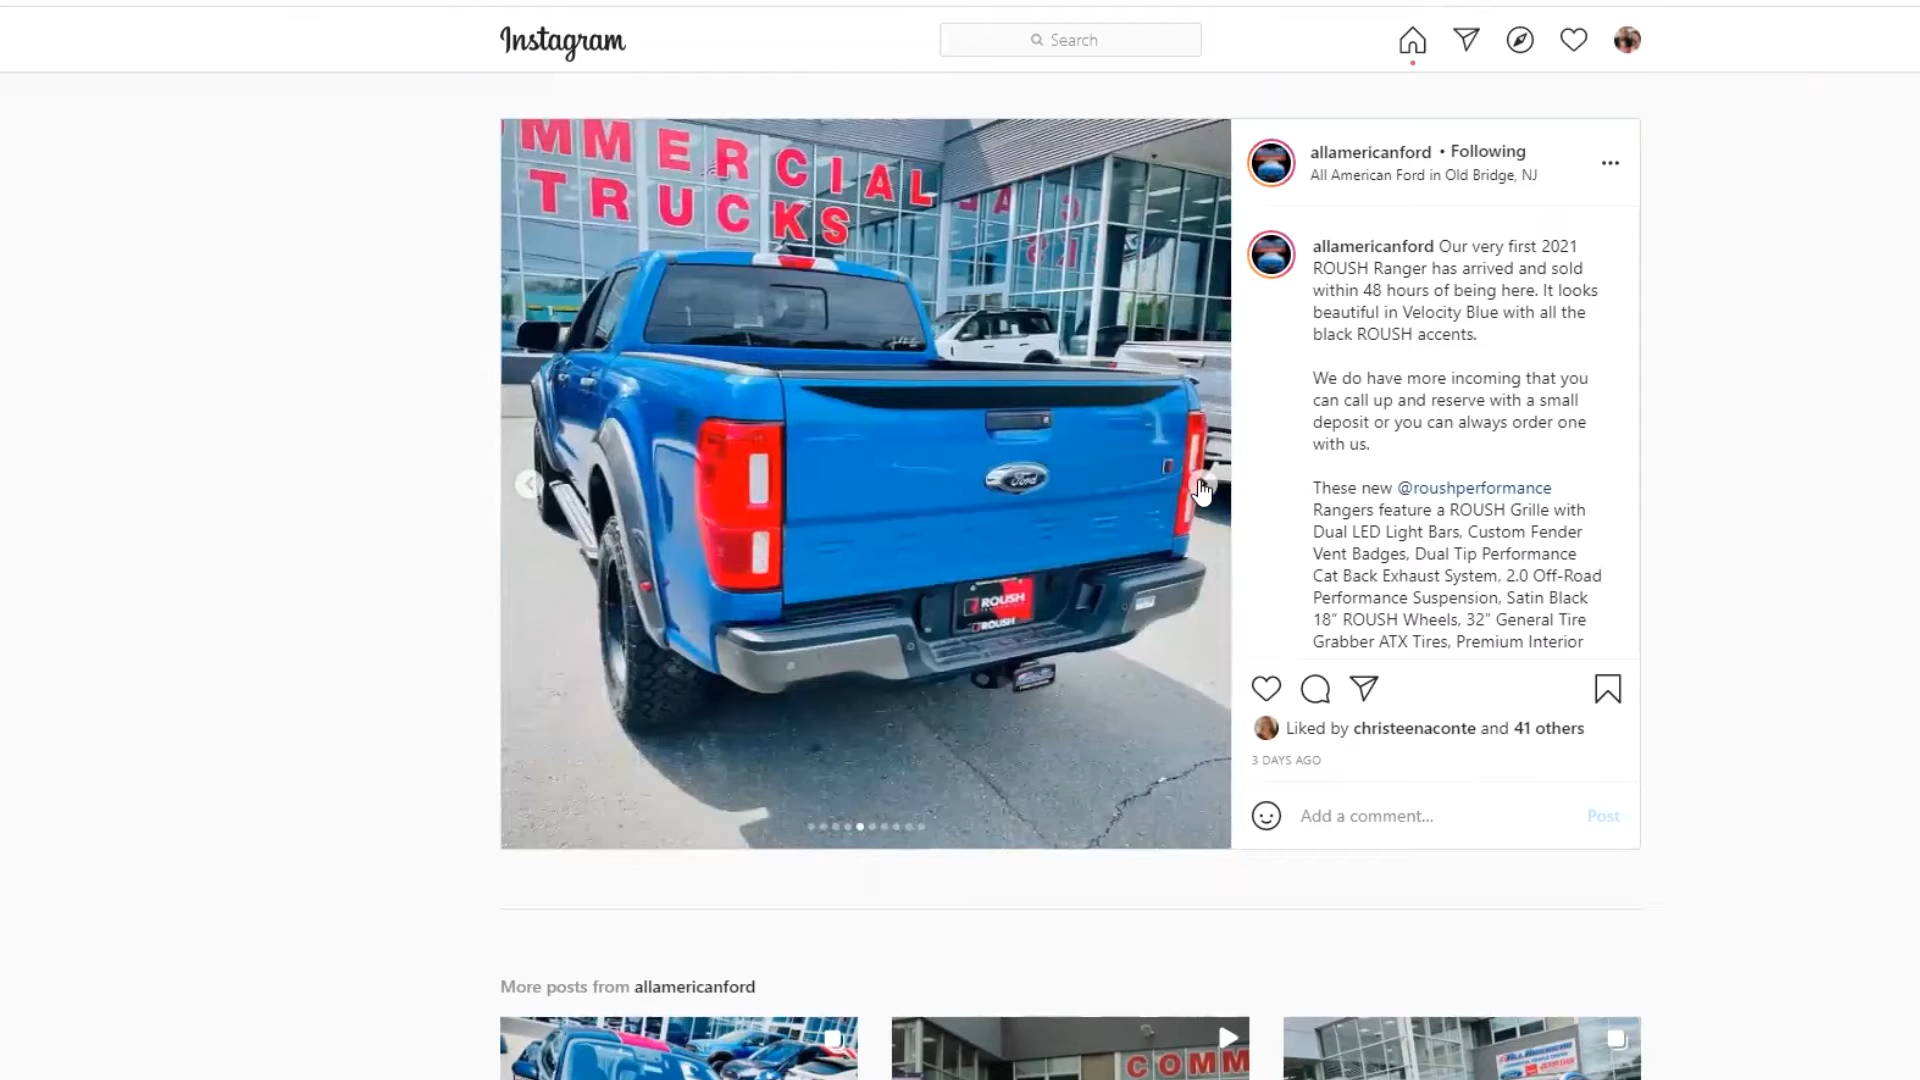 Instagram
Search
MMERCIAL
TRUCKS
Ford
ROUSH
ROUSH
allamericanford • Following
All American Ford in Old Bridge, NJ
allamericanford Our very first 2021
ROUSH Ranger has arrived and sold
within 48 hours of being here. It looks
beautiful in Velocity Blue with all the
black ROUSH accents.
We do have more incoming that you
can call up and reserve with a small
deposit or you can always order one
with us.
These new @roushperformance
Rangers feature a ROUSH Grille with
Dual LED Light Bars, Custom Fender
Vent Badges, Dual Tip Performance
Cat Back Exhaust System, 2.0 Off-Road
Performance Suspension, Satin Black
18” ROUSH Wheels, 32” General Tire
Grabber ATX Tires, Premium Interior
Liked by christeenaconte and 41 others
3 DAYS AGO
Add a comment...
Post
More posts from allamericanford
COMM